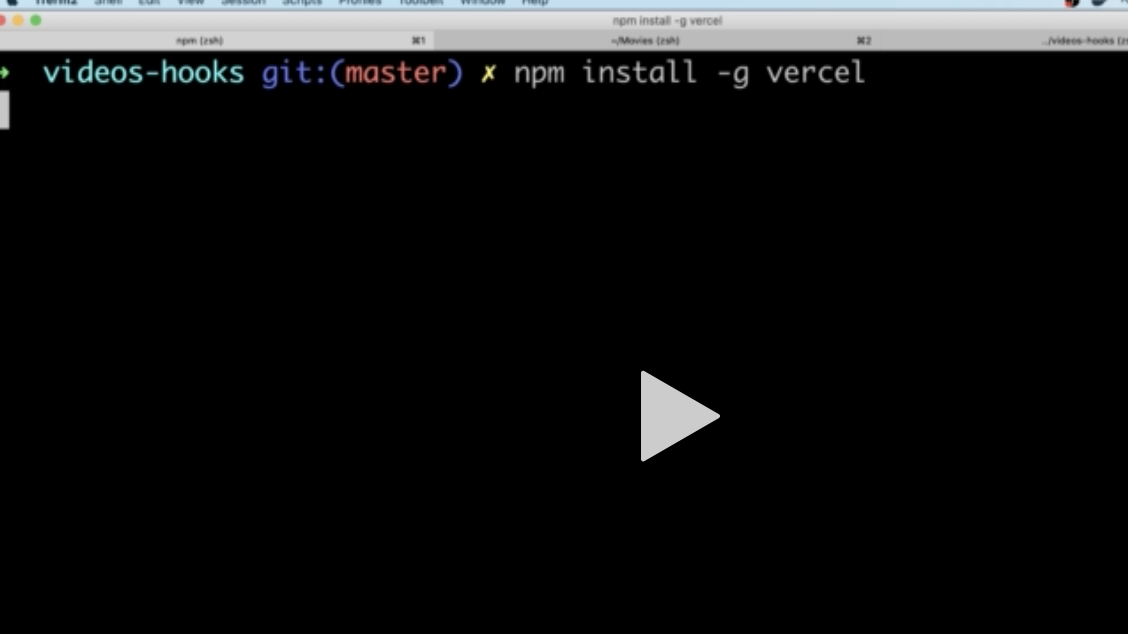 iTerm2 Shell Edit View Session Scripts Profiles Toolbelt Window Help
npm install -g vercel
npm (zsh) ⌘1 ~/Movies (zsh) ⌘2 ../videos-hooks
➜ videos-hooks git:(master) ✗ npm install -g vercel